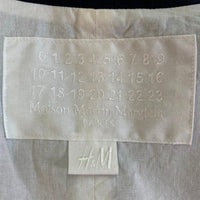 0 1 2 3 4 5 6 7 8 9
10 11 12 13 14 15 16
17 18 19 20 21 22 23
Maison Martin Margiela
PARIS
H&M